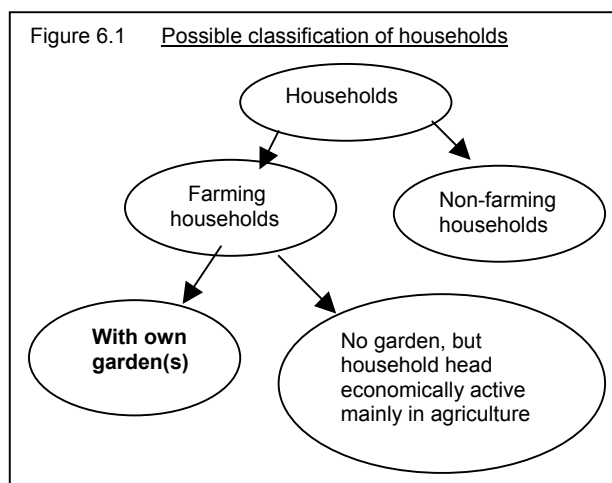 Figure 6.1 Possible classification of households
Households
Farming
households
Non-farming
households
With own
garden(s)
No garden, but
household head
economically active
mainly in agriculture